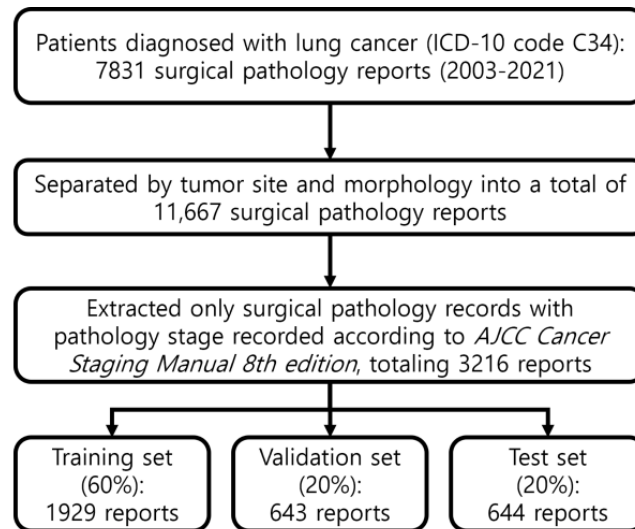 Patients diagnosed with lung cancer (ICD-10 code C34):
7831 surgical pathology reports (2003-2021)
Separated by tumor site and morphology into a total of
11,667 surgical pathology reports
Extracted only surgical pathology records with
pathology stage recorded according to AJCC Cancer
Staging Manual 8th edition, totaling 3216 reports
Training set
(60%):
1929 reports
Validation set
(20%):
643 reports
Test set
(20%):
644 reports